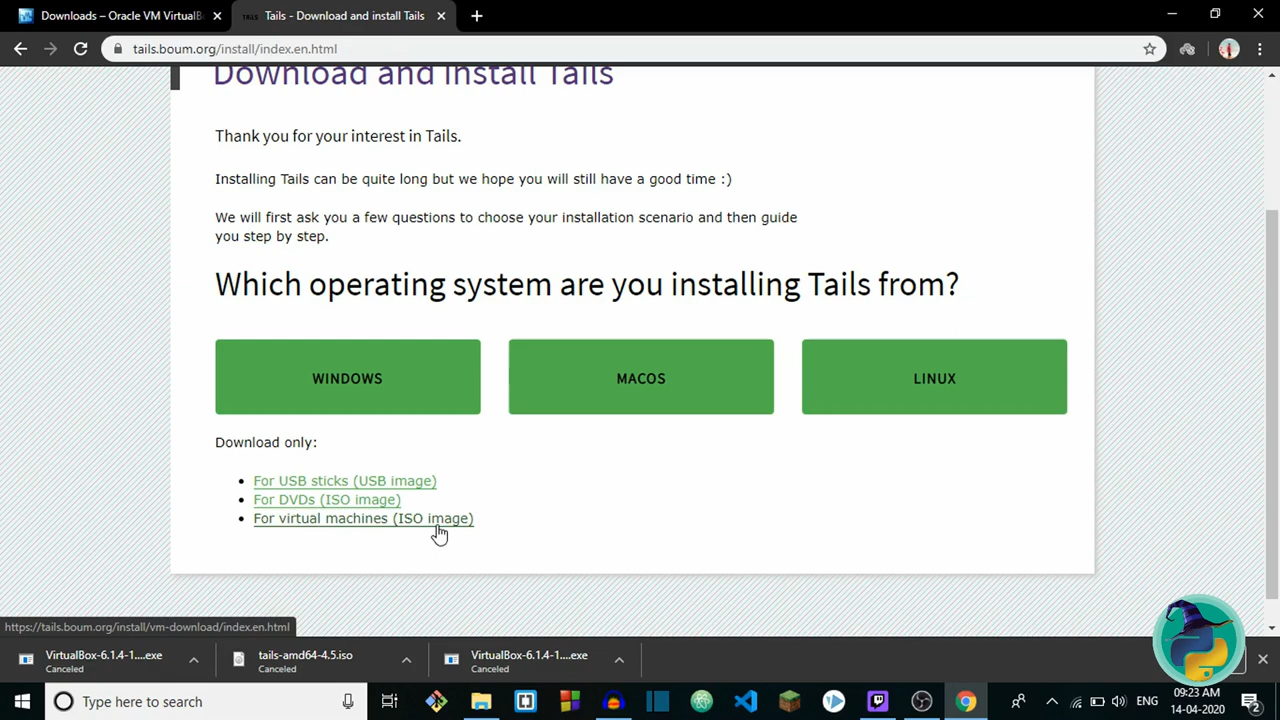 Downloads – Oracle VM VirtualB
Tails - Download and install Tails
tails.boum.org/install/index.en.html
Download and install Tails
Thank you for your interest in Tails.
Installing Tails can be quite long but we hope you will still have a good time :)
We will first ask you a few questions to choose your installation scenario and then guide
you step by step.
Which operating system are you installing Tails from?
WINDOWS
MACOS
LINUX
Download only:
For USB sticks (USB image)
For DVDs (ISO image)
For virtual machines (ISO image)
https://tails.boum.org/install/vm-download/index.en.html
VirtualBox-6.1.4-1....exe
Canceled
tails-amd64-4.5.iso
Canceled
VirtualBox-6.1.4-1....exe
Canceled
Type here to search
ENG
09:23 AM
14-04-2020
2